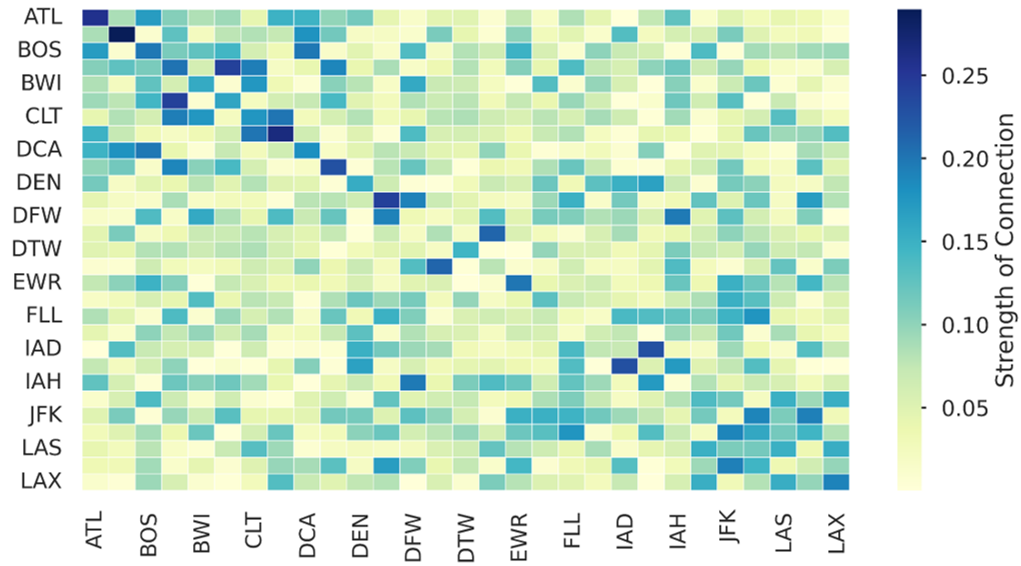 ATL
BOS
BWI
CLT
DCA
DEN
DFW
DTW
EWR
FLL
IAD
IAH
JFK
LAS
LAX
ATL
BOS
BWI
CLT
DCA
DEN
DFW
DTW
EWR
FLL
IAD
IAH
JFK
LAS
LAX
0.25
0.20
0.15
0.10
0.05
Strength of Connection